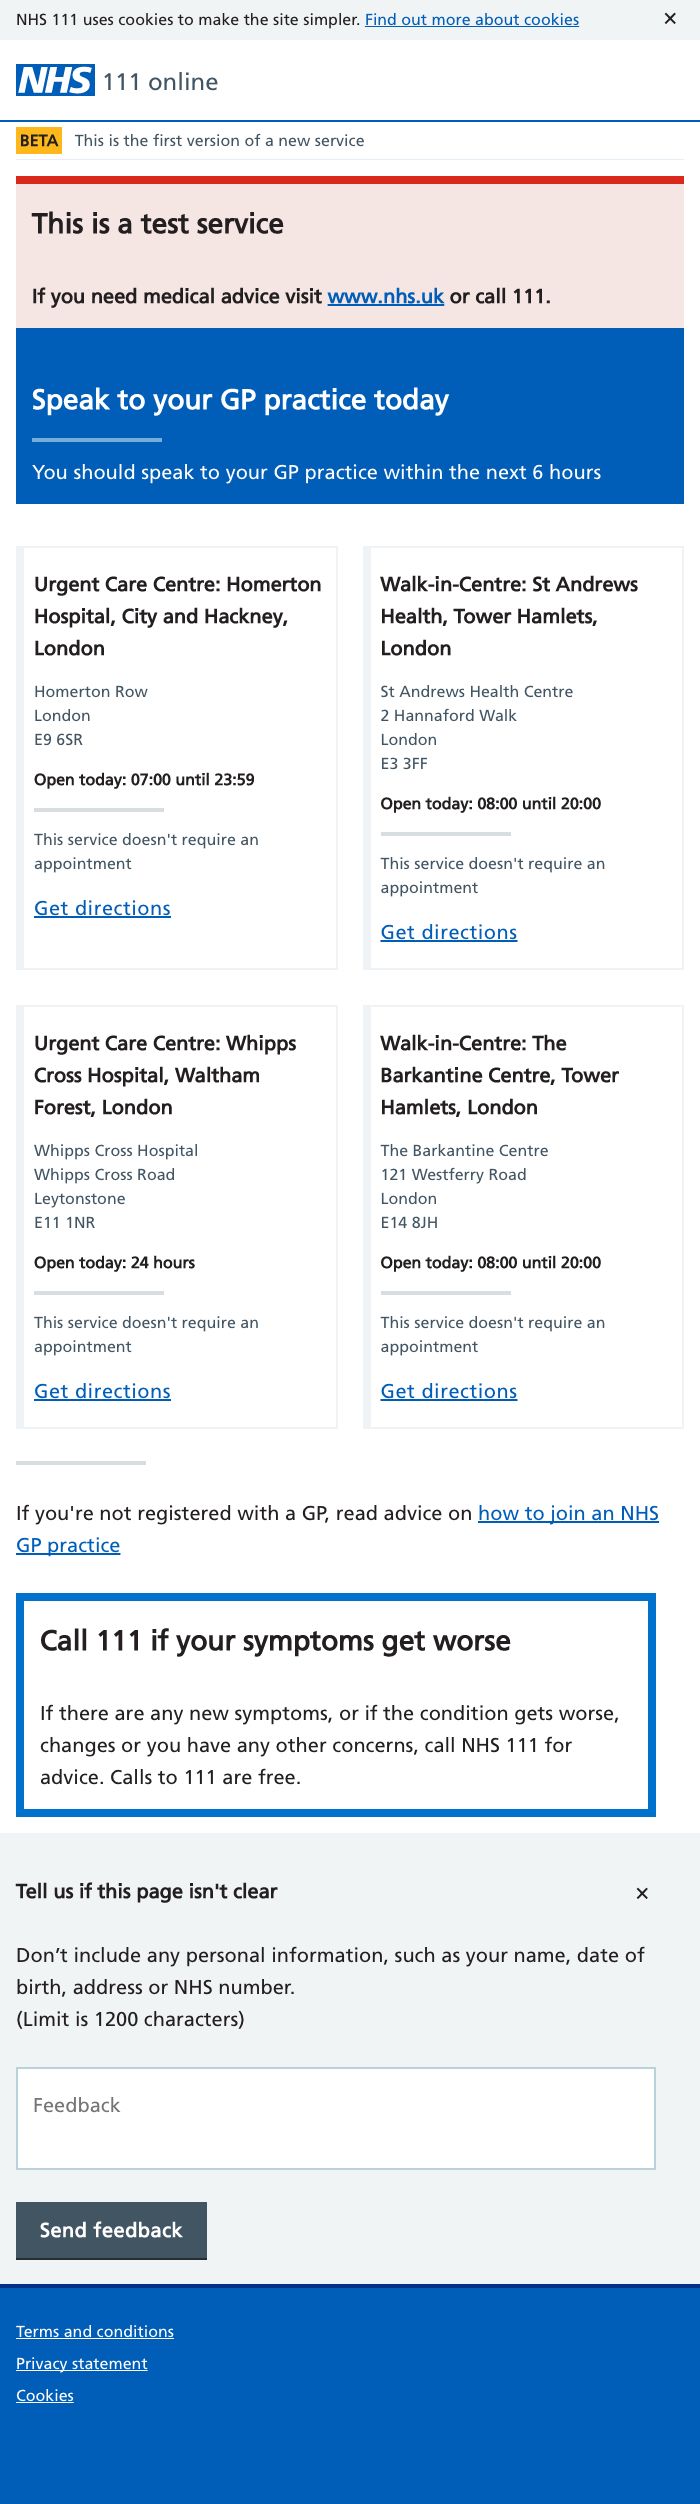 NHS 111 uses cookies to make the site simpler. Find out more about cookies ✕
NHS 111 online
BETA This is the first version of a new service
This is a test service
If you need medical advice visit www.nhs.uk or call 111.
Speak to your GP practice today
You should speak to your GP practice within the next 6 hours
Urgent Care Centre: Homerton
Hospital, City and Hackney,
London
Homerton Row
London
E9 6SR
Open today: 07:00 until 23:59
This service doesn't require an
appointment
Get directions
Walk-in-Centre: St Andrews
Health, Tower Hamlets,
London
St Andrews Health Centre
2 Hannaford Walk
London
E3 3FF
Open today: 08:00 until 20:00
This service doesn't require an
appointment
Get directions
Urgent Care Centre: Whipps
Cross Hospital, Waltham
Forest, London
Whipps Cross Hospital
Whipps Cross Road
Leytonstone
E11 1NR
Open today: 24 hours
This service doesn't require an
appointment
Get directions
Walk-in-Centre: The
Barkantine Centre, Tower
Hamlets, London
The Barkantine Centre
121 Westferry Road
London
E14 8JH
Open today: 08:00 until 20:00
This service doesn't require an
appointment
Get directions
If you're not registered with a GP, read advice on how to join an NHS
GP practice
Call 111 if your symptoms get worse
If there are any new symptoms, or if the condition gets worse,
changes or you have any other concerns, call NHS 111 for
advice. Calls to 111 are free.
Tell us if this page isn't clear ✕
Don’t include any personal information, such as your name, date of
birth, address or NHS number.
(Limit is 1200 characters)
Feedback
Send feedback
Terms and conditions
Privacy statement
Cookies